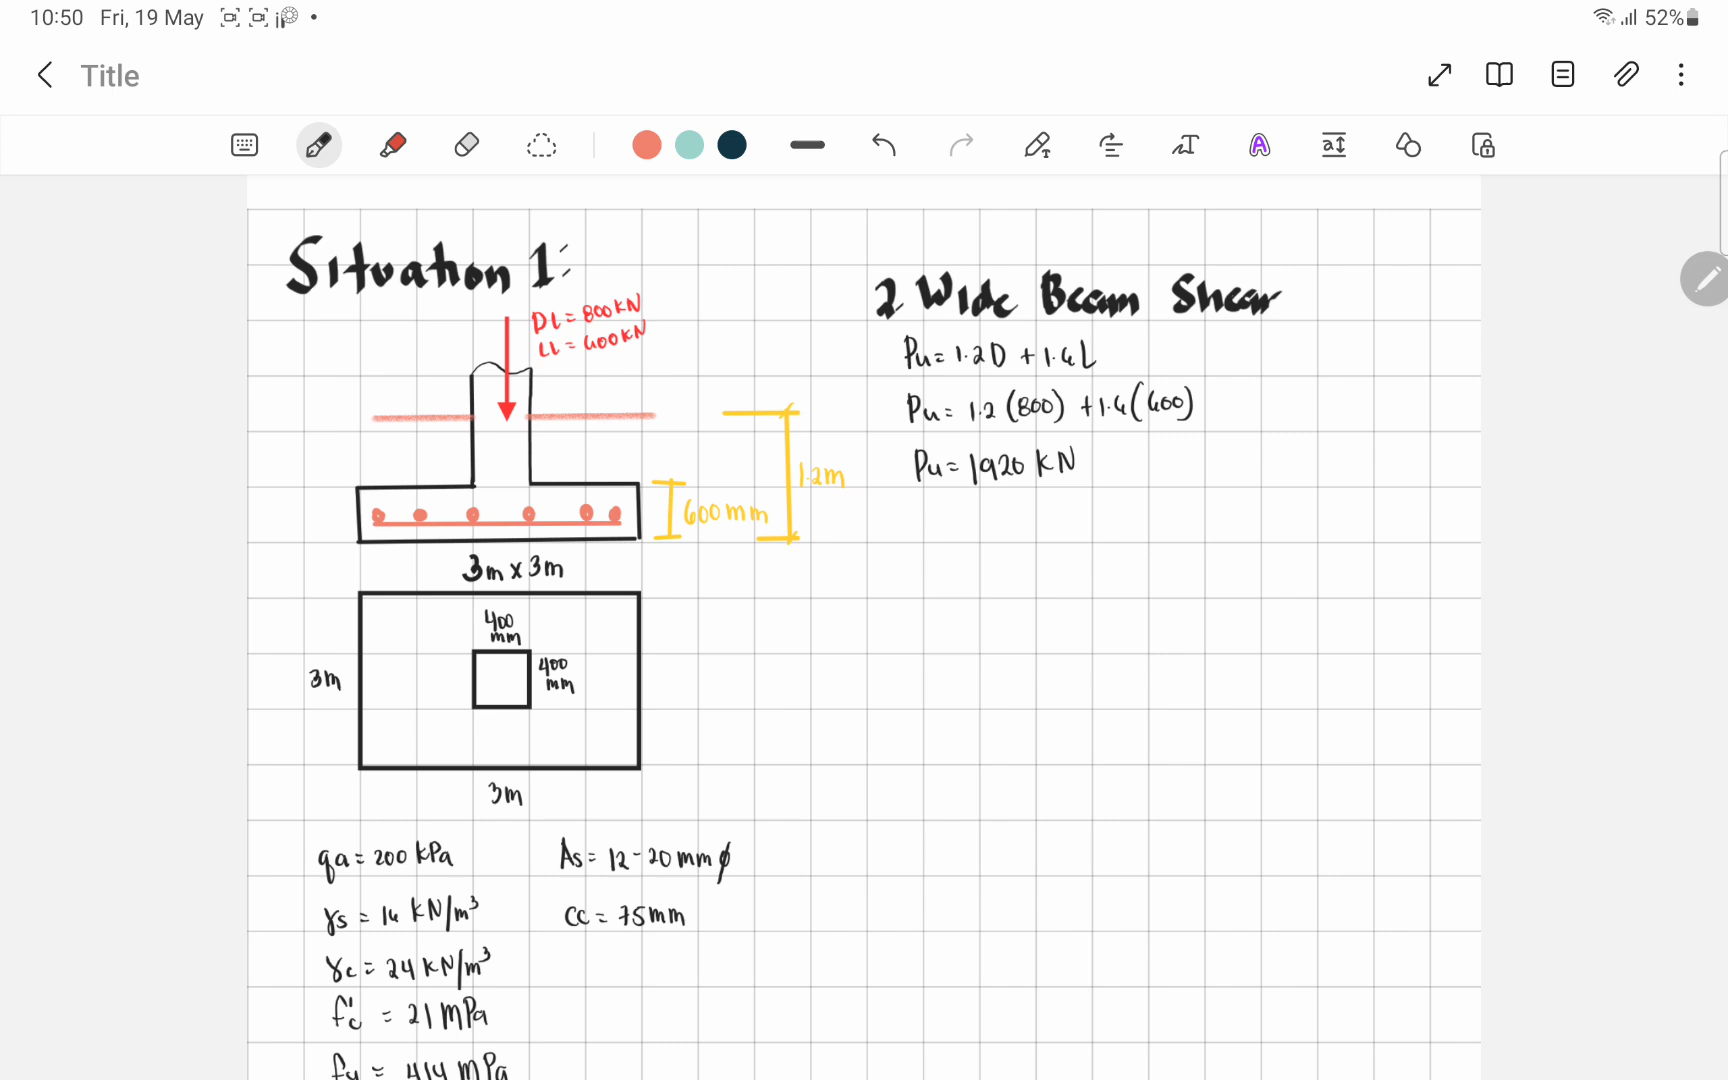 10:50 Fri, 19 May
52%
Title
Situation 1:
DL = 800 KN
LL = 600 KN
1.2m
600 mm
3m x 3m
400
mm
400
mm
3m
3m
qa = 200 kPa
γs = 16 KN/m³
γc = 24 KN/m³
f'c = 21 MPa
fy = 414 MPa
As = 12-20 mm ϕ
CC = 75mm
2 Wide Beam Shear
Pu = 1.2D + 1.6L
Pu = 1.2 (800) + 1.6 (600)
Pu = 1920 KN